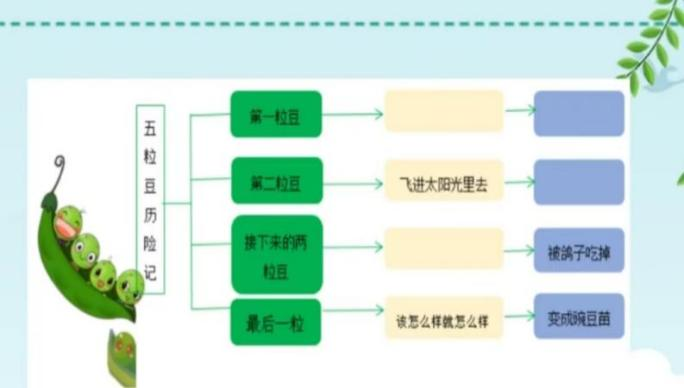 五粒豆历险记
第一粒豆
第二粒豆
飞进太阳光里去
接下来的两
粒豆
被鸽子吃掉
最后一粒
该怎么样就怎么样
变成豌豆苗